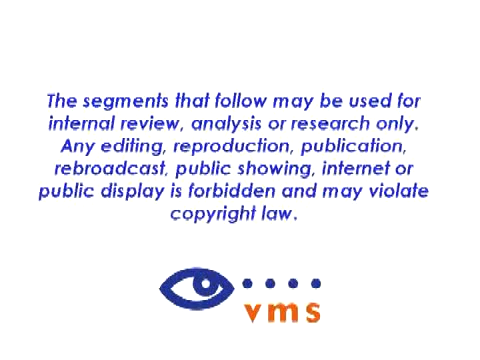 The segments that follow may be used for
internal review, analysis or research only.
Any editing, reproduction, publication,
rebroadcast, public showing, internet or
public display is forbidden and may violate
copyright law.
vms